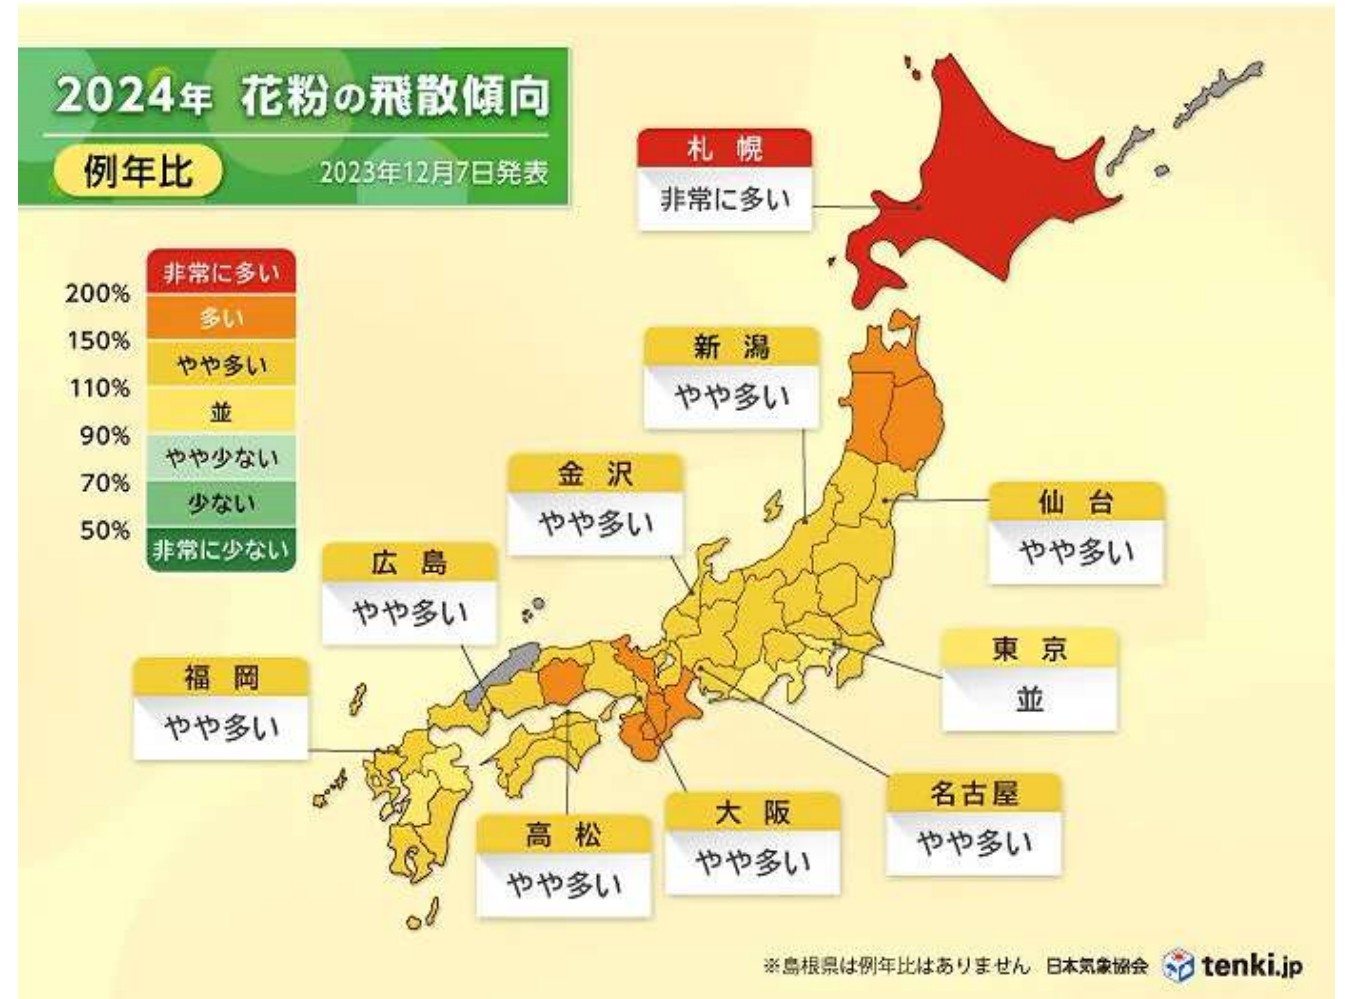 2024年 花粉の飛散傾向
例年比
2023年12月7日発表
非常に多い
200%
多い
150%
やや多い
110%
並
90%
やや少ない
70%
少ない
50%
非常に少ない
札幌
非常に多い
新潟
やや多い
金沢
やや多い
仙台
やや多い
広島
やや多い
東京
並
福岡
やや多い
名古屋
やや多い
大阪
やや多い
高松
やや多い
※島根県は例年比はありません 日本気象協会 tenki.jp